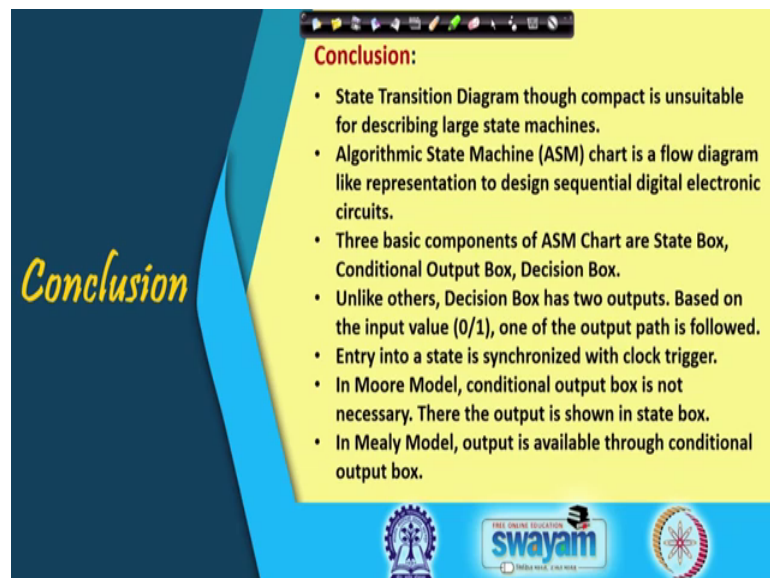 Conclusion:
• State Transition Diagram though compact is unsuitable
for describing large state machines.
• Algorithmic State Machine (ASM) chart is a flow diagram
like representation to design sequential digital electronic
circuits.
• Three basic components of ASM Chart are State Box,
Conditional Output Box, Decision Box.
• Unlike others, Decision Box has two outputs. Based on
the input value (0/1), one of the output path is followed.
• Entry into a state is synchronized with clock trigger.
• In Moore Model, conditional output box is not
necessary. There the output is shown in state box.
• In Mealy Model, output is available through conditional
output box.
Conclusion
FREE ONLINE EDUCATION
swayam